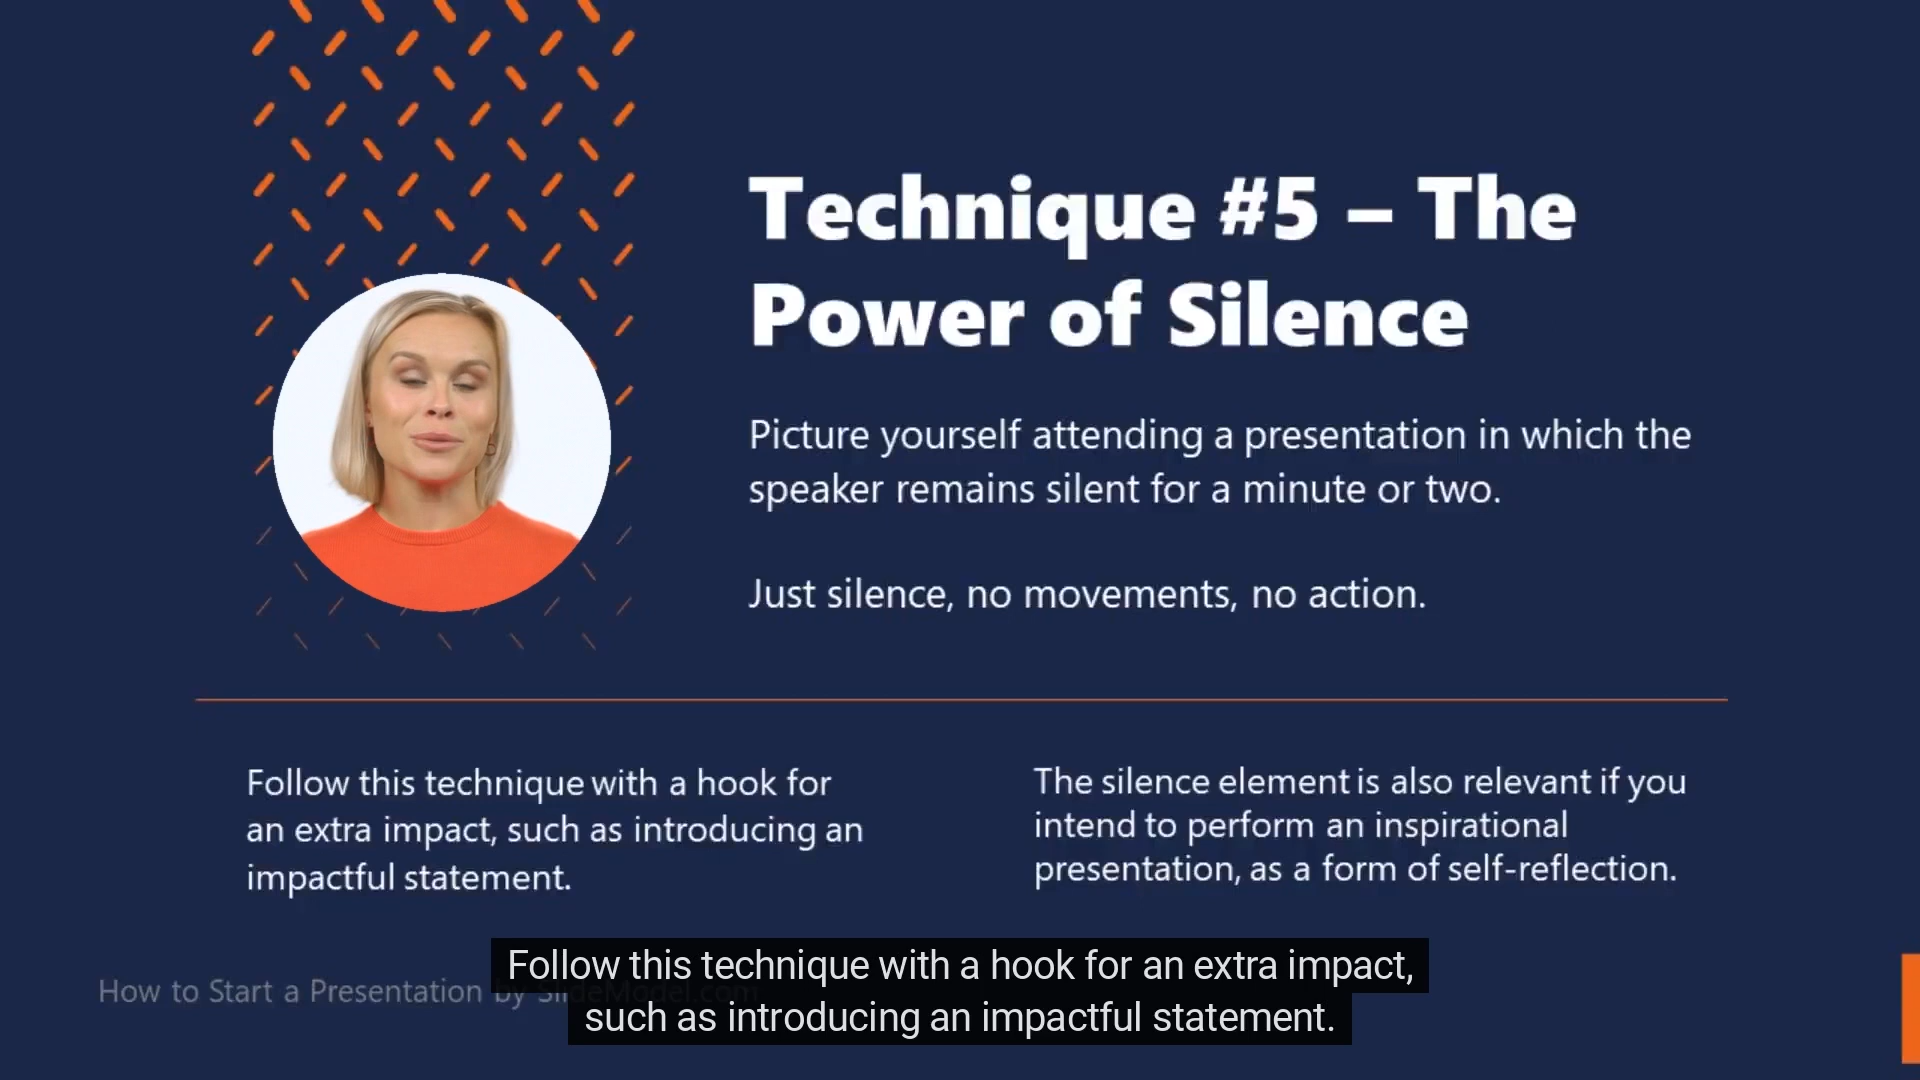 Technique #5 – The
Power of Silence
Picture yourself attending a presentation in which the
speaker remains silent for a minute or two.
Just silence, no movements, no action.
Follow this technique with a hook for
an extra impact, such as introducing an
impactful statement.
The silence element is also relevant if you
intend to perform an inspirational
presentation, as a form of self-reflection.
How to Start a Presentation by SlideModel.com
Follow this technique with a hook for an extra impact,
such as introducing an impactful statement.